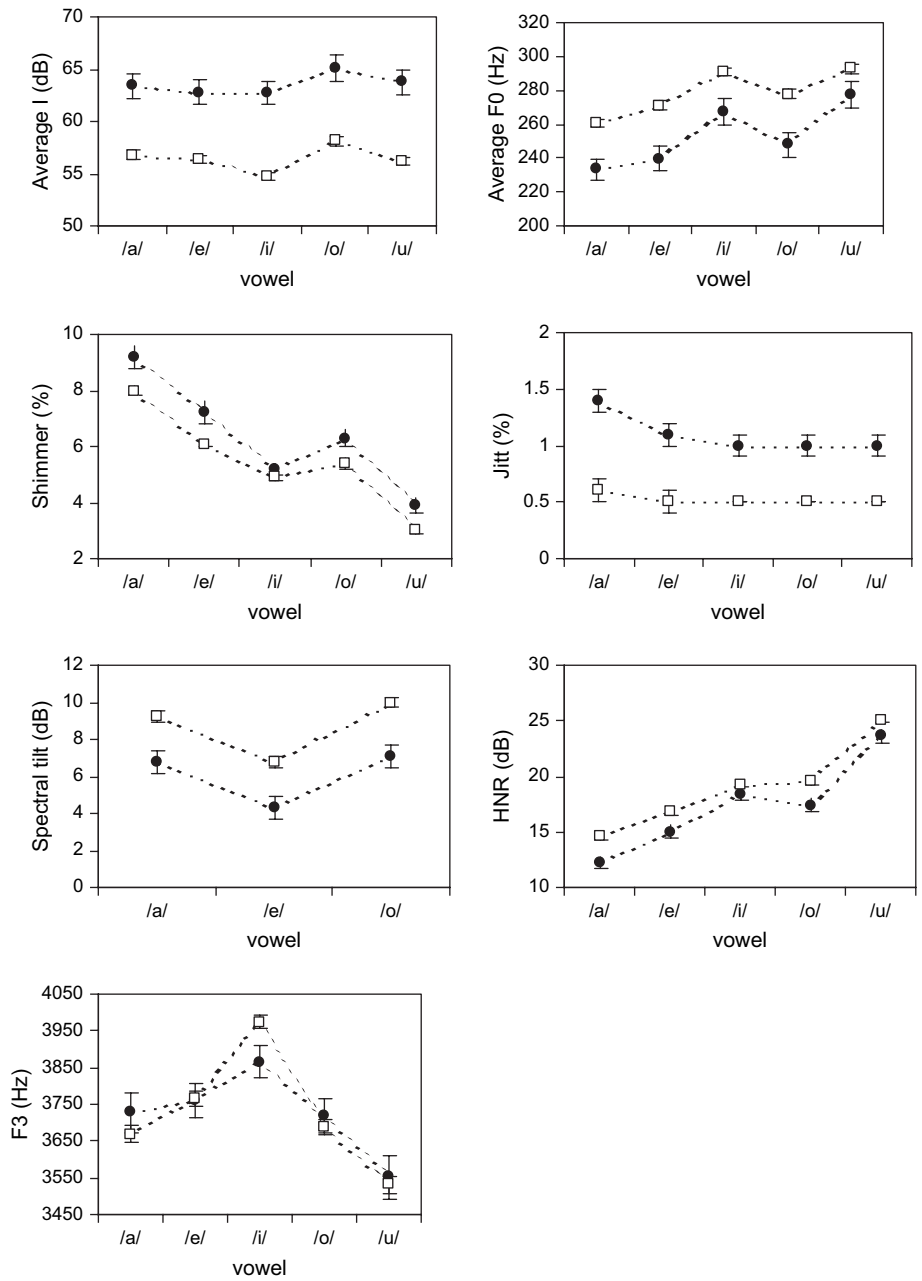 Average I (dB)
70
65
60
55
50
/a/ /e/ /i/ /o/ /u/
vowel
Average F0 (Hz)
320
300
280
260
240
220
200
/a/ /e/ /i/ /o/ /u/
vowel
Shimmer (%)
10
8
6
4
2
/a/ /e/ /i/ /o/ /u/
vowel
Jitt (%)
2
1.5
1
0.5
0
/a/ /e/ /i/ /o/ /u/
vowel
Spectral tilt (dB)
12
10
8
6
4
2
0
/a/ /e/ /o/
vowel
HNR (dB)
30
25
20
15
10
/a/ /e/ /i/ /o/ /u/
vowel
F3 (Hz)
4050
3950
3850
3750
3650
3550
3450
/a/ /e/ /i/ /o/ /u/
vowel